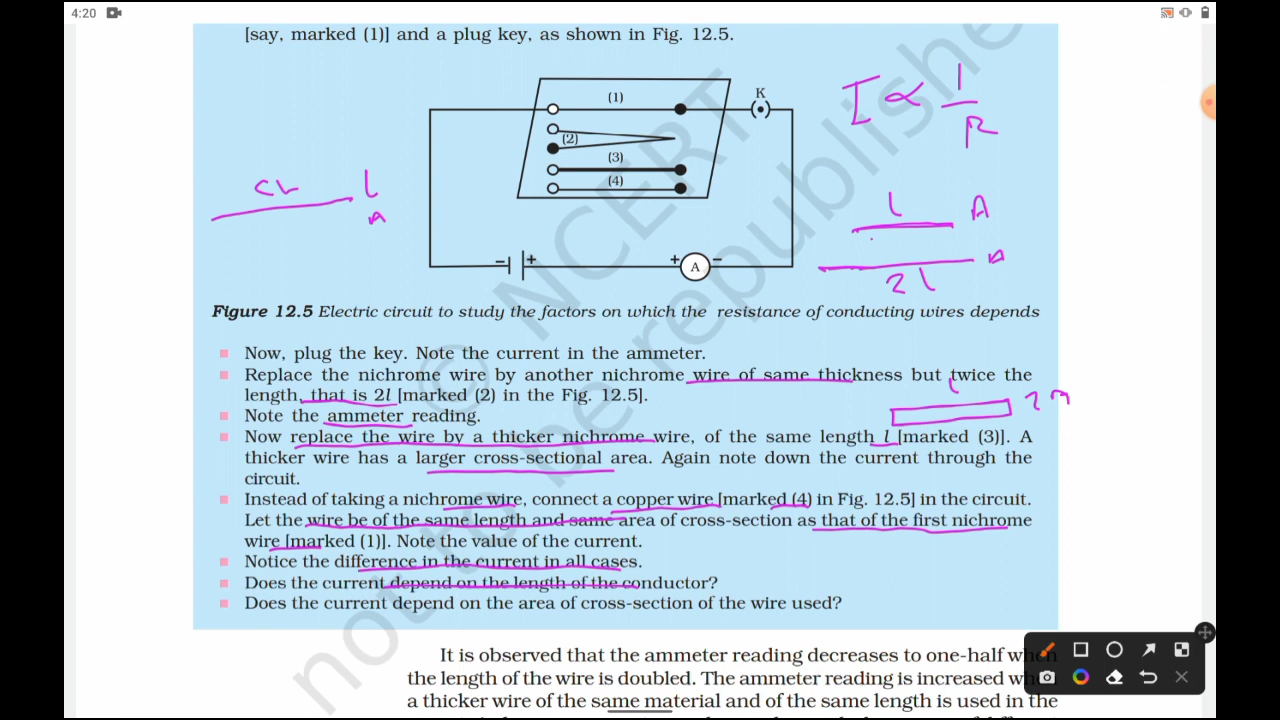 4:20
[say, marked (1)] and a plug key, as shown in Fig. 12.5.
(1)
K
(2)
(3)
(4)
I ∝ 1/R
cu l
A
l A
2l A
− + + −
A
Figure 12.5 Electric circuit to study the factors on which the resistance of conducting wires depends
Now, plug the key. Note the current in the ammeter.
Replace the nichrome wire by another nichrome wire of same thickness but twice the
length, that is 2l [marked (2) in the Fig. 12.5].
l
Note the ammeter reading.
Now replace the wire by a thicker nichrome wire, of the same length l [marked (3)]. A
thicker wire has a larger cross-sectional area. Again note down the current through the
circuit.
Instead of taking a nichrome wire, connect a copper wire [marked (4) in Fig. 12.5] in the circuit.
Let the wire be of the same length and same area of cross-section as that of the first nichrome
wire [marked (1)]. Note the value of the current.
Notice the difference in the current in all cases.
Does the current depend on the length of the conductor?
Does the current depend on the area of cross-section of the wire used?
It is observed that the ammeter reading decreases to one-half when
the length of the wire is doubled. The ammeter reading is increased
a thicker wire of the same material and of the same length is used in the
© NCERT
not to be republished